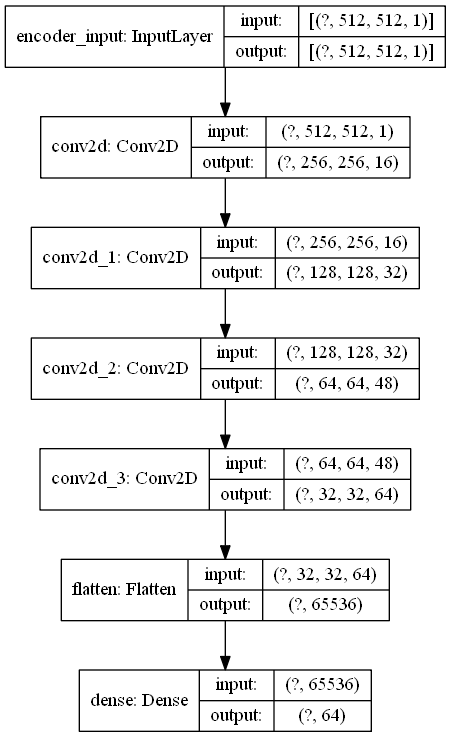 encoder_input: InputLayer
input:
[(?, 512, 512, 1)]
output:
[(?, 512, 512, 1)]
conv2d: Conv2D
input:
(?, 512, 512, 1)
output:
(?, 256, 256, 16)
conv2d_1: Conv2D
input:
(?, 256, 256, 16)
output:
(?, 128, 128, 32)
conv2d_2: Conv2D
input:
(?, 128, 128, 32)
output:
(?, 64, 64, 48)
conv2d_3: Conv2D
input:
(?, 64, 64, 48)
output:
(?, 32, 32, 64)
flatten: Flatten
input:
(?, 32, 32, 64)
output:
(?, 65536)
dense: Dense
input:
(?, 65536)
output:
(?, 64)